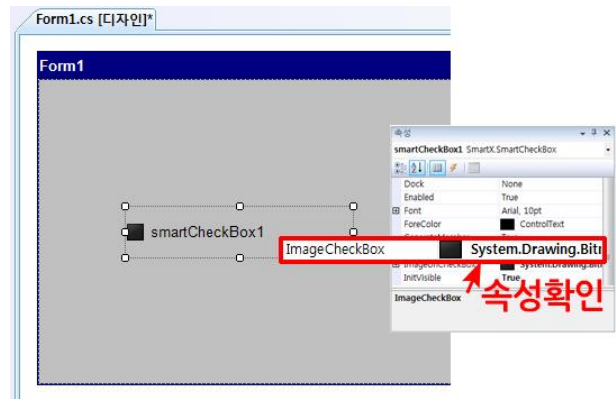 Form1.cs [디자인]*
Form1
smartCheckBox1
속성
smartCheckBox1 SmartX.SmartCheckBox
Dock None
Enabled True
Font Arial, 10pt
ForeColor ControlText
ImageCheckBox System.Drawing.Bitm
InitVisible True
ImageCheckBox
속성확인